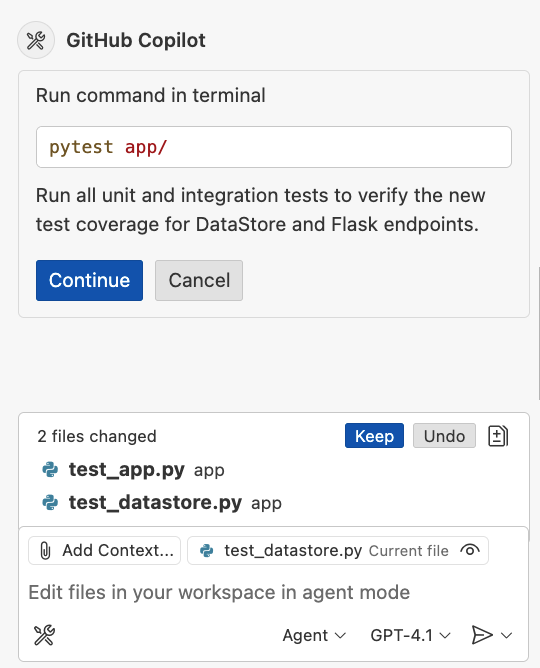 GitHub Copilot
Run command in terminal
pytest app/
Run all unit and integration tests to verify the new
test coverage for DataStore and Flask endpoints.
Continue Cancel
2 files changed Keep Undo
test_app.py app
test_datastore.py app
Add Context... test_datastore.py Current file
Edit files in your workspace in agent mode
Agent GPT-4.1